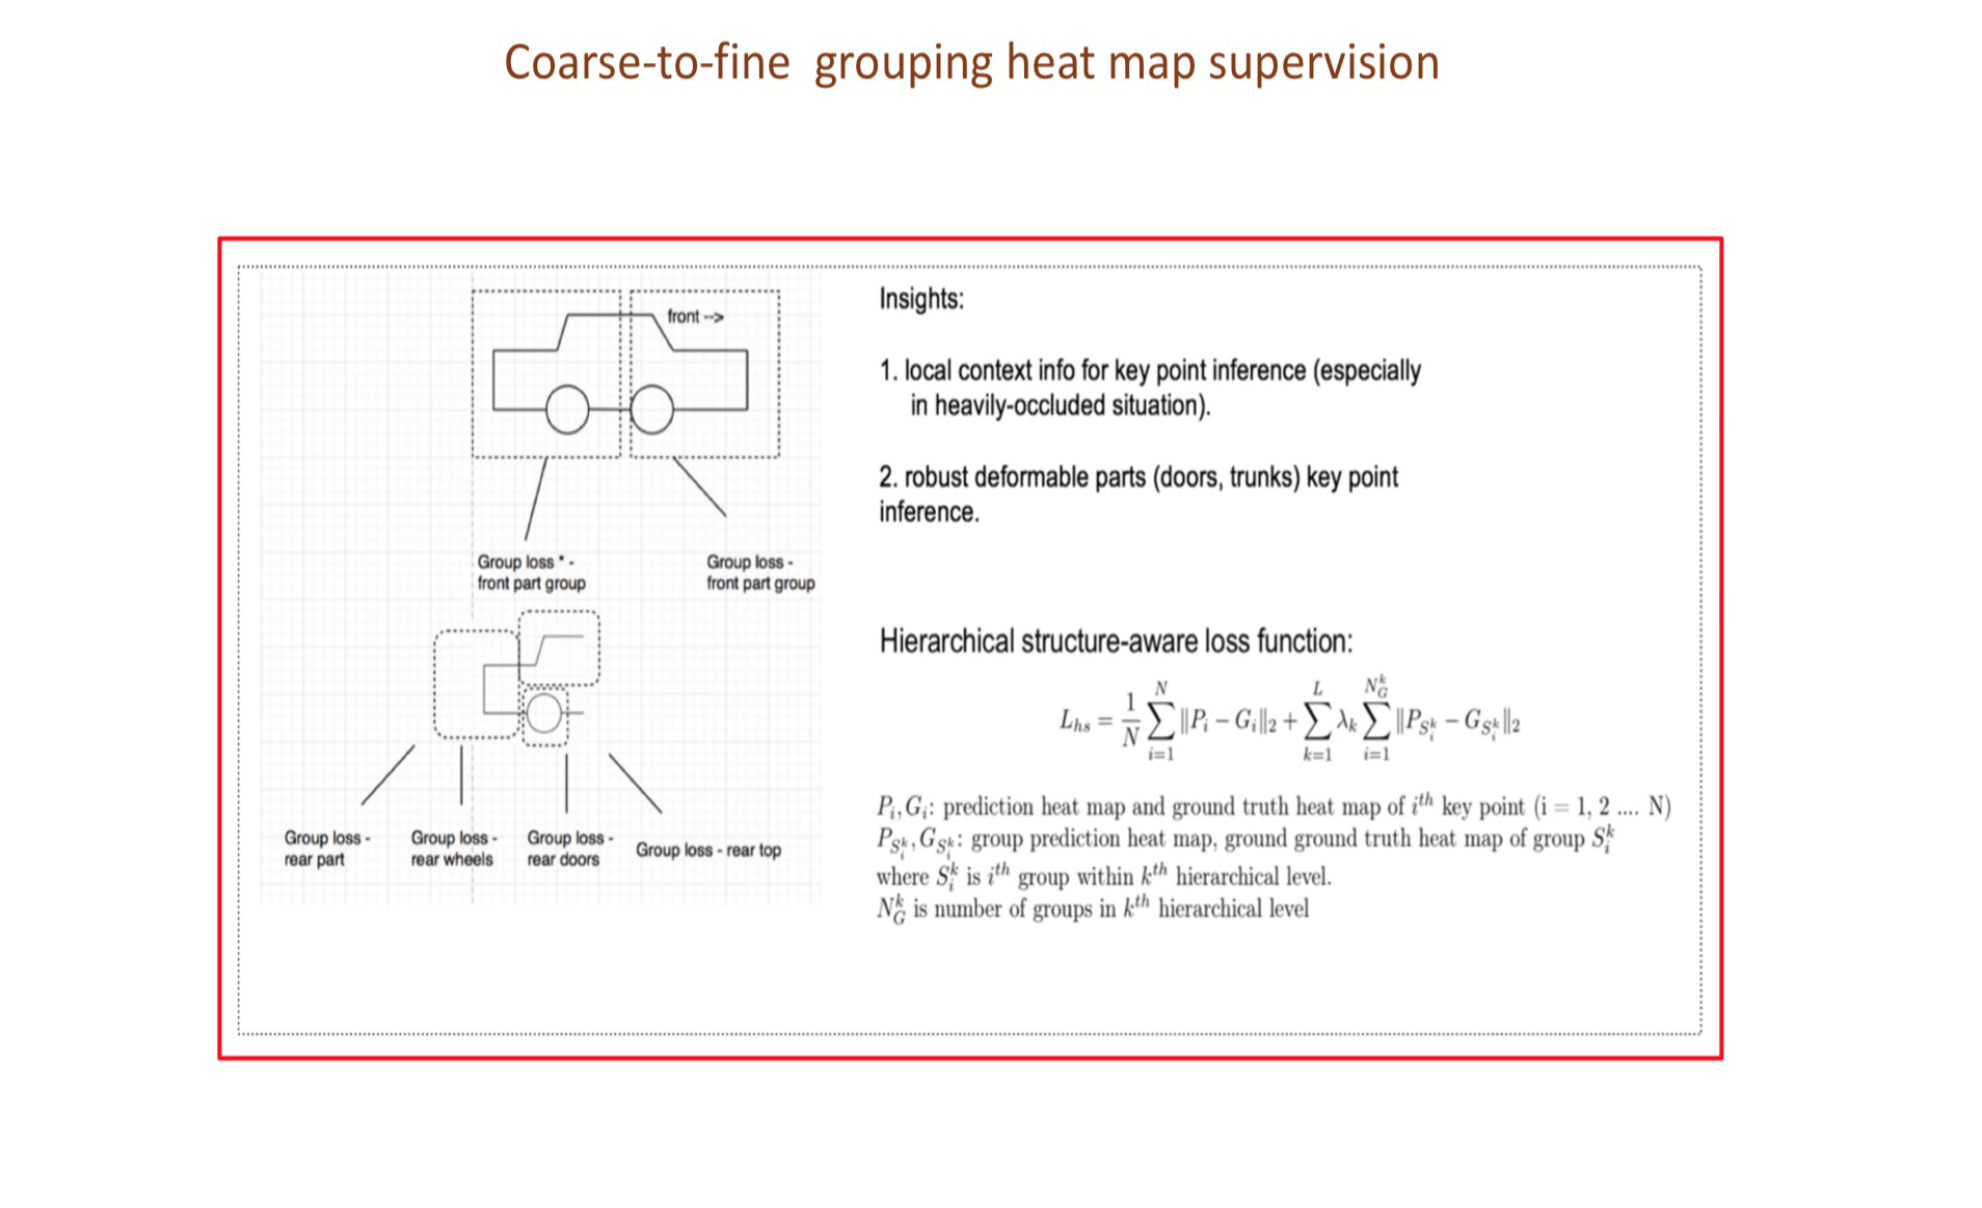 Coarse-to-fine grouping heat map supervision
front -->
Group loss * -
front part group
Group loss -
front part group
Group loss -
rear part
Group loss -
rear wheels
Group loss -
rear doors
Group loss - rear top
Insights:
1. local context info for key point inference (especially
in heavily-occluded situation).
2. robust deformable parts (doors, trunks) key point
inference.
Hierarchical structure-aware loss function:
$L_{hs} = \frac{1}{N} \sum_{i=1}^{N} \|P_i - G_i\|_2 + \sum_{k=1}^{L} \lambda_k \sum_{i=1}^{N_G^k} \|P_{S_i^k} - G_{S_i^k}\|_2$
$P_i, G_i$: prediction heat map and ground truth heat map of $i^{th}$ key point (i = 1, 2 .... N)
$P_{S_i^k}, G_{S_i^k}$: group prediction heat map, ground ground truth heat map of group $S_i^k$
where $S_i^k$ is $i^{th}$ group within $k^{th}$ hierarchical level.
$N_G^k$ is number of groups in $k^{th}$ hierarchical level